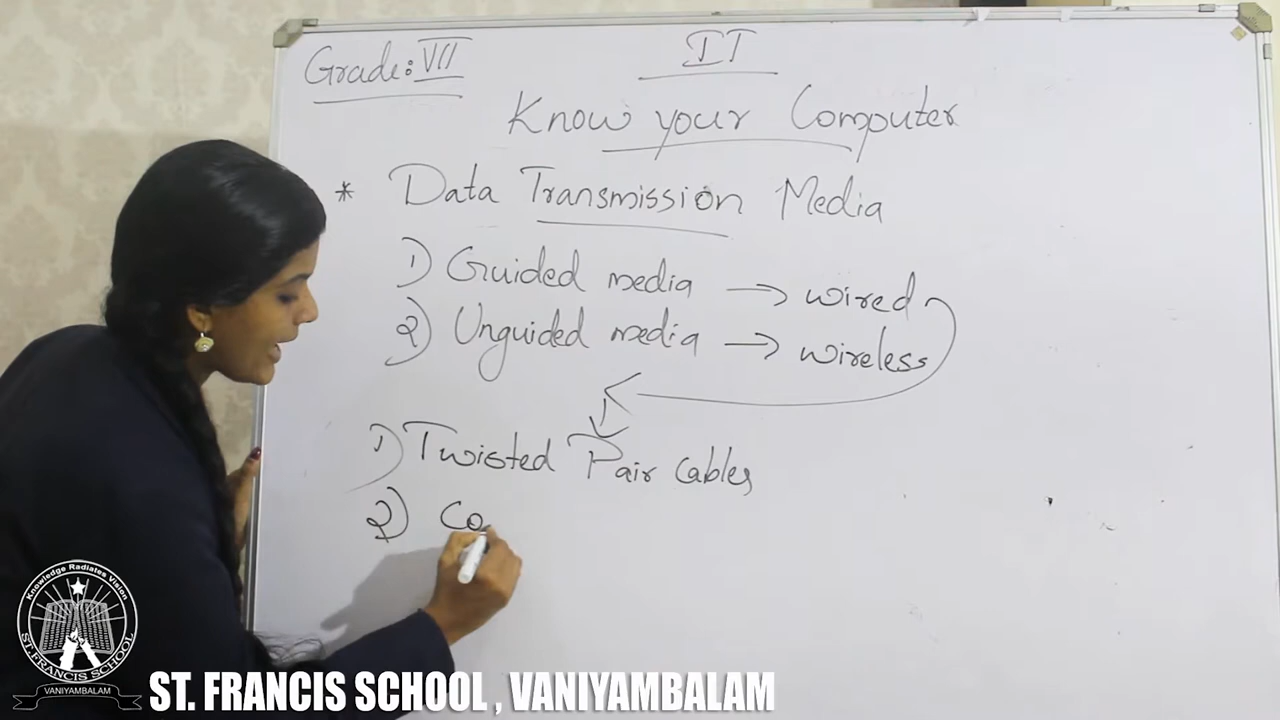 Grade: VII
IT
Know your Computer
* Data Transmission Media
1) Guided media → wired
2) Unguided media → wireless
1) Twisted Pair cables
2) Co
Knowledge Radiates Vision
ST. FRANCIS SCHOOL
VANIYAMBALAM
ST. FRANCIS SCHOOL , VANIYAMBALAM